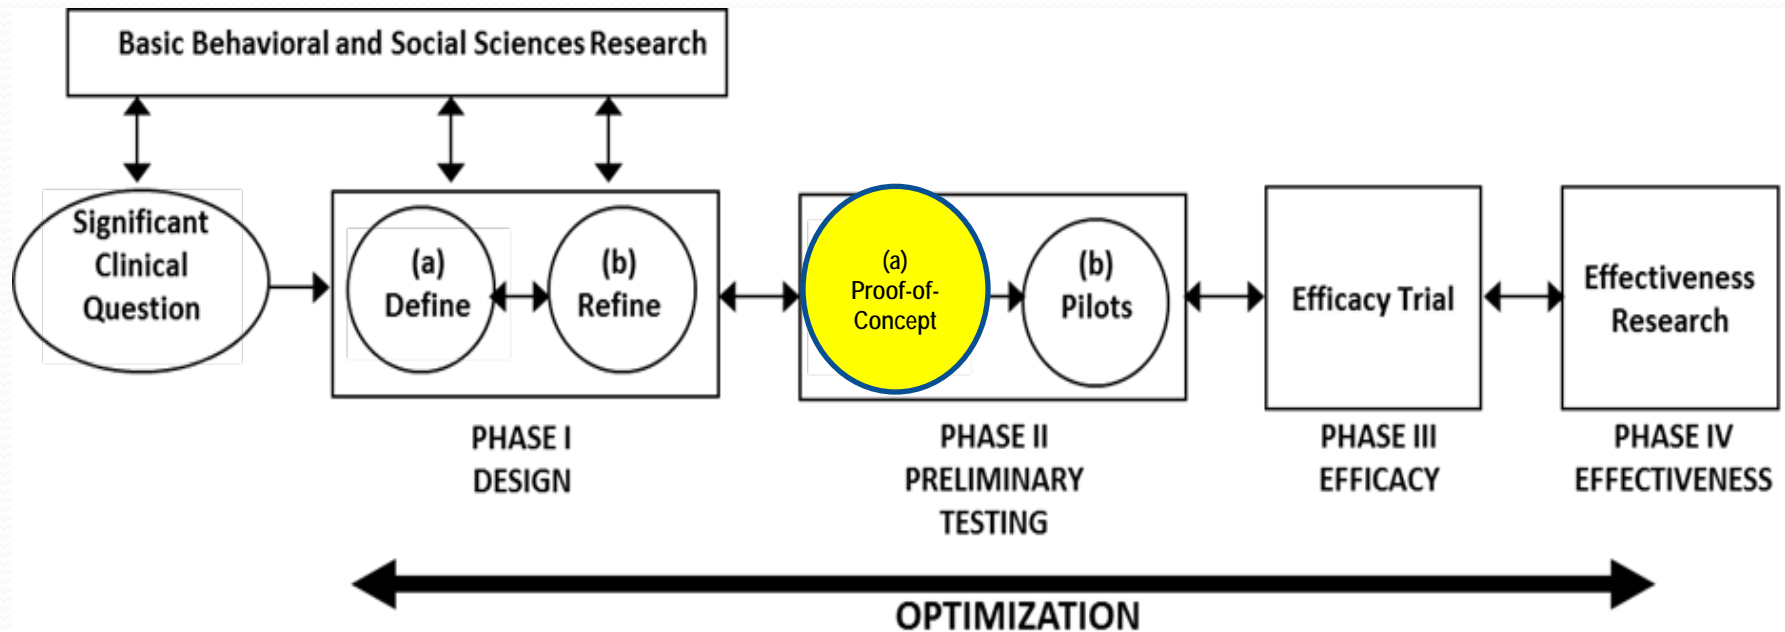 Basic Behavioral and Social Sciences Research
Significant
Clinical
Question
(a)
Define
(b)
Refine
(a)
Proof-of-
Concept
(b)
Pilots
Efficacy Trial
Effectiveness
Research
PHASE I
DESIGN
PHASE II
PRELIMINARY
TESTING
PHASE III
EFFICACY
PHASE IV
EFFECTIVENESS
OPTIMIZATION